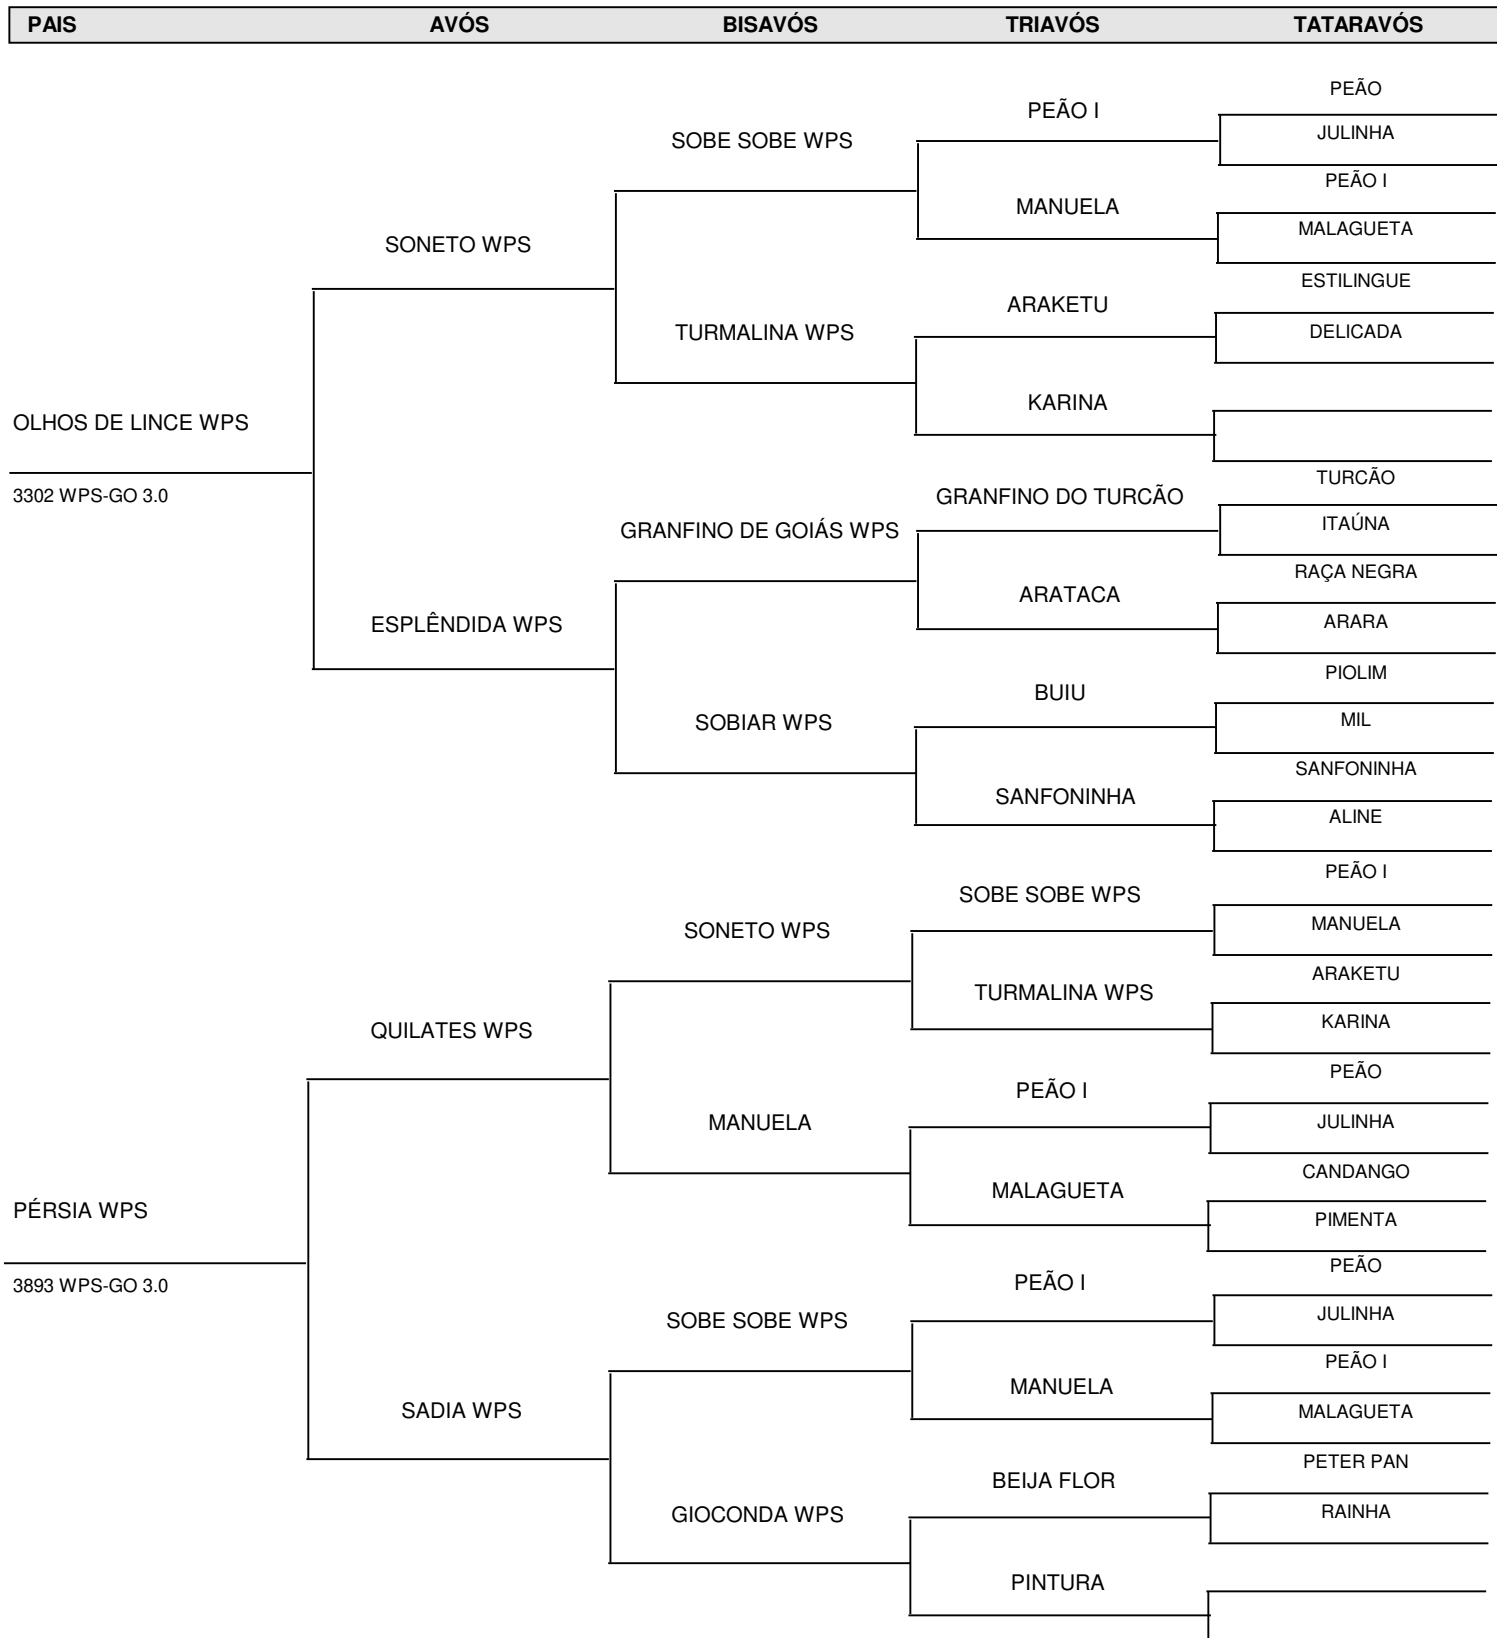 PAIS AVÓS BISAVÓS TRIAVÓS TATARAVÓS
PEÃO
PEÃO I
JULINHA
SOBE SOBE WPS
PEÃO I
MANUELA
MALAGUETA
SONETO WPS
ESTILINGUE
ARAKETU
TURMALINA WPS
DELICADA
KARINA
OLHOS DE LINCE WPS
TURCÃO
3302 WPS-GO 3.0
GRANFINO DO TURCÃO
ITAÚNA
GRANFINO DE GOIÁS WPS
RAÇA NEGRA
ARATACA
ARARA
ESPLÊNDIDA WPS
PIOLIM
BUIU
MIL
SOBIAR WPS
SANFONINHA
SANFONINHA
ALINE
PEÃO I
SOBE SOBE WPS
MANUELA
SONETO WPS
ARAKETU
TURMALINA WPS
KARINA
QUILATES WPS
PEÃO
PEÃO I
JULINHA
MANUELA
CANDANGO
MALAGUETA
PÉRSIA WPS
PIMENTA
PEÃO
3893 WPS-GO 3.0
PEÃO I
JULINHA
SOBE SOBE WPS
PEÃO I
MANUELA
SADIA WPS
MALAGUETA
PETER PAN
BEIJA FLOR
RAINHA
GIOCONDA WPS
PINTURA